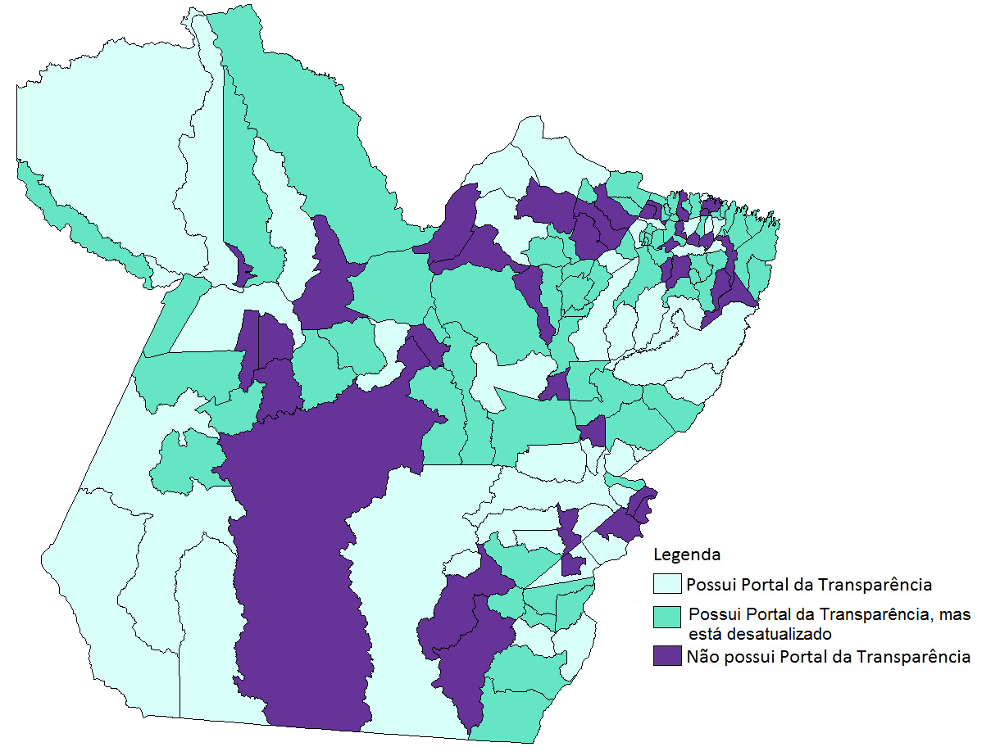 Legenda
Possui Portal da Transparência
Possui Portal da Transparência, mas
está desatualizado
Não possui Portal da Transparência